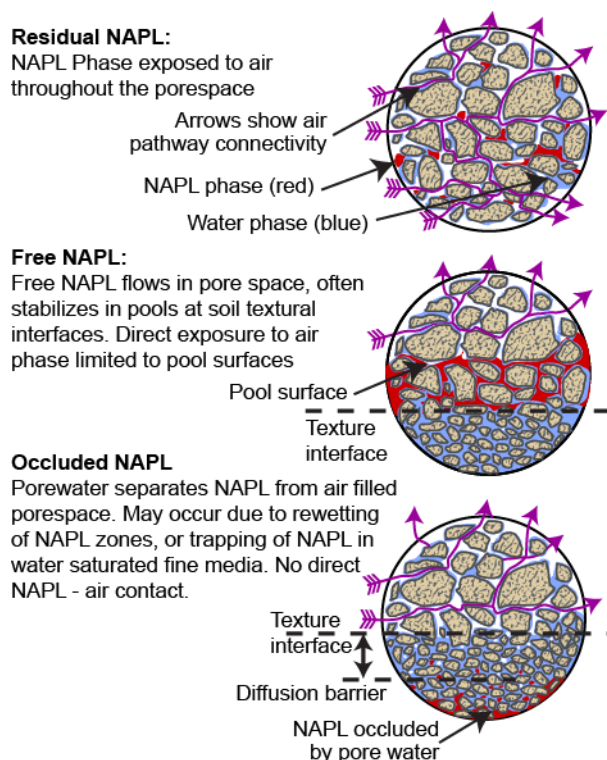 Residual NAPL:
NAPL Phase exposed to air
throughout the porespace
Arrows show air
pathway connectivity
NAPL phase (red)
Water phase (blue)
Free NAPL:
Free NAPL flows in pore space, often
stabilizes in pools at soil textural
interfaces. Direct exposure to air
phase limited to pool surfaces
Pool surface
Texture
interface
Occluded NAPL
Porewater separates NAPL from air filled
porespace. May occur due to rewetting
of NAPL zones, or trapping of NAPL in
water saturated fine media. No direct
NAPL - air contact.
Texture
interface
Diffusion barrier
NAPL occluded
by pore water